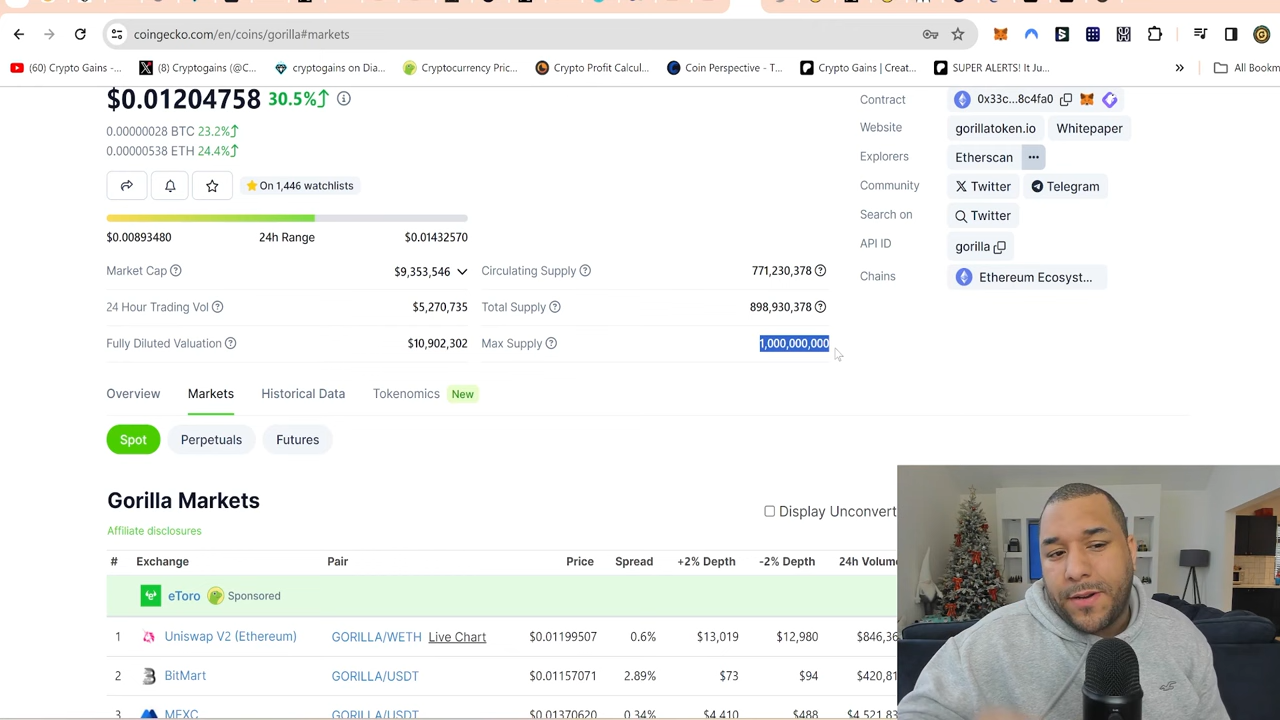 coingecko.com/en/coins/gorilla#markets
(60) Crypto Gains -... (8) Cryptogains (@C... cryptogains on Dia... Cryptocurrency Pric... Crypto Profit Calcul... Coin Perspective - T... Crypto Gains | Creat... SUPER ALERTS! It Ju... » All Bookm
$0.01204758 30.5%
0.00000028 BTC 23.2%
0.00000538 ETH 24.4%
On 1,446 watchlists
$0.00893480 24h Range $0.01432570
Market Cap $9,353,546
24 Hour Trading Vol $5,270,735
Fully Diluted Valuation $10,902,302
Circulating Supply 771,230,378
Total Supply 898,930,378
Max Supply 1,000,000,000
Contract 0x33c...8c4fa0
Website gorillatoken.io Whitepaper
Explorers Etherscan
Community Twitter Telegram
Search on Twitter
API ID gorilla
Chains Ethereum Ecosyst...
Overview Markets Historical Data Tokenomics New
Spot Perpetuals Futures
Gorilla Markets
Affiliate disclosures
Display Unconvert
# Exchange Pair Price Spread +2% Depth -2% Depth 24h Volum
eToro Sponsored
1 Uniswap V2 (Ethereum) GORILLA/WETH Live Chart $0.01199507 0.6% $13,019 $12,980 $846,36
2 BitMart GORILLA/USDT $0.01157071 2.89% $73 $94 $420,81
3 MEXC GORILLA/USDT $0.01370620 0.34% $4,410 $488 $4,521,83